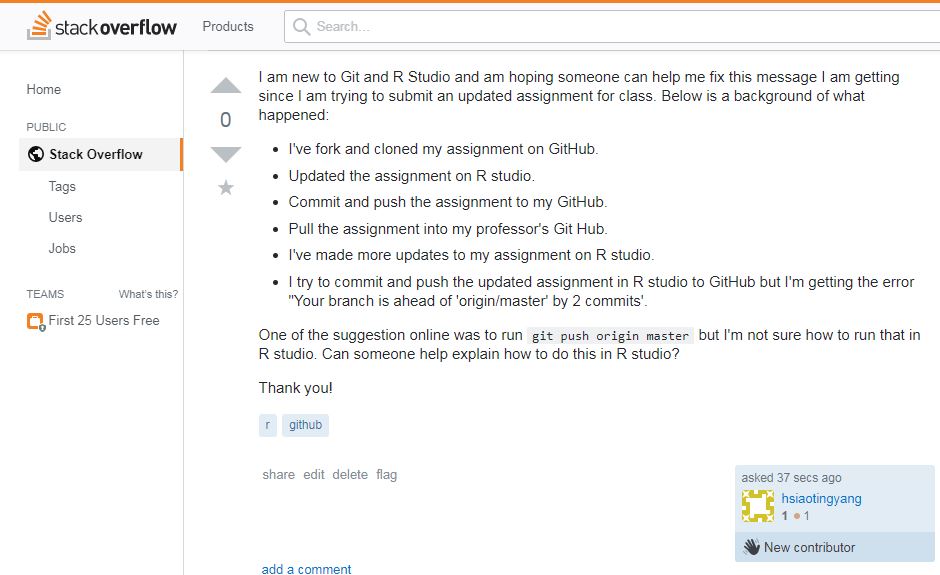 stackoverflow Products Search...
Home
PUBLIC
Stack Overflow
Tags
Users
Jobs
TEAMS What's this?
First 25 Users Free
0
I am new to Git and R Studio and am hoping someone can help me fix this message I am getting
since I am trying to submit an updated assignment for class. Below is a background of what
happened:
• I've fork and cloned my assignment on GitHub.
• Updated the assignment on R studio.
• Commit and push the assignment to my GitHub.
• Pull the assignment into my professor's Git Hub.
• I've made more updates to my assignment on R studio.
• I try to commit and push the updated assignment in R studio to GitHub but I'm getting the error
"Your branch is ahead of 'origin/master' by 2 commits'.
One of the suggestion online was to run git push origin master but I'm not sure how to run that in
R studio. Can someone help explain how to do this in R studio?
Thank you!
r github
share edit delete flag
asked 37 secs ago
hsiaotingyang
1 • 1
New contributor
add a comment